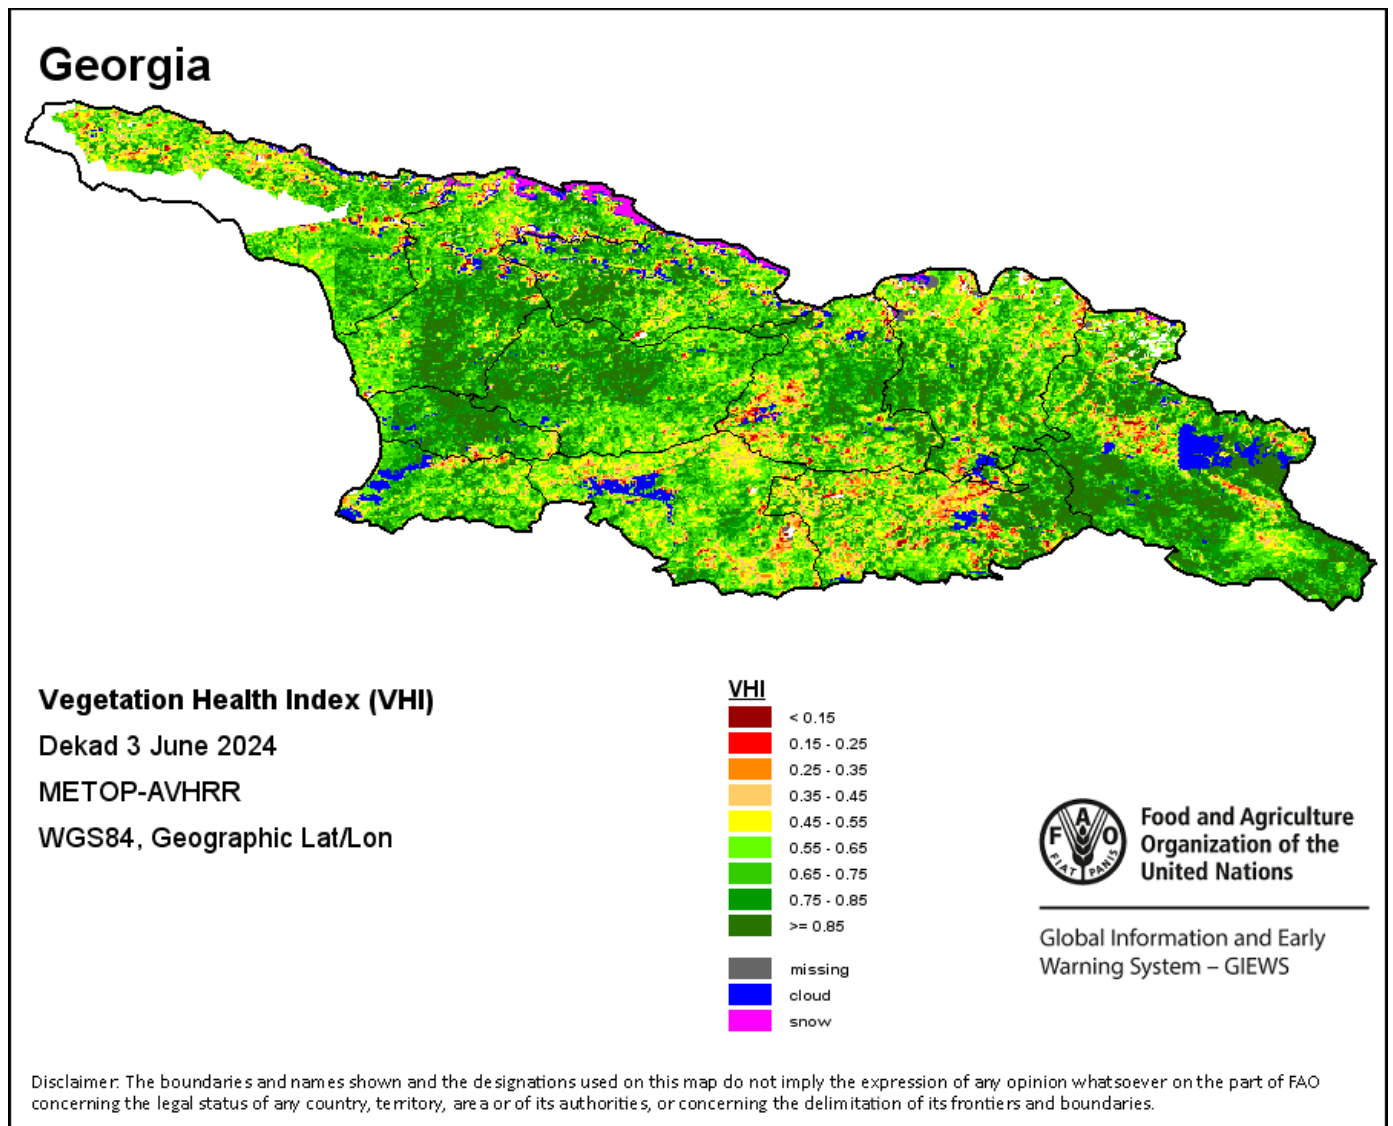 Georgia
Vegetation Health Index (VHI)
Dekad 3 June 2024
METOP-AVHRR
WGS84, Geographic Lat/Lon
VHI
< 0.15
0.15 - 0.25
0.25 - 0.35
0.35 - 0.45
0.45 - 0.55
0.55 - 0.65
0.65 - 0.75
0.75 - 0.85
>= 0.85
missing
cloud
snow
F A O
FIAT PANIS
Food and Agriculture
Organization of the
United Nations
Global Information and Early
Warning System – GIEWS
Disclaimer: The boundaries and names shown and the designations used on this map do not imply the expression of any opinion whatsoever on the part of FAO
concerning the legal status of any country, territory, area or of its authorities, or concerning the delimitation of its frontiers and boundaries.